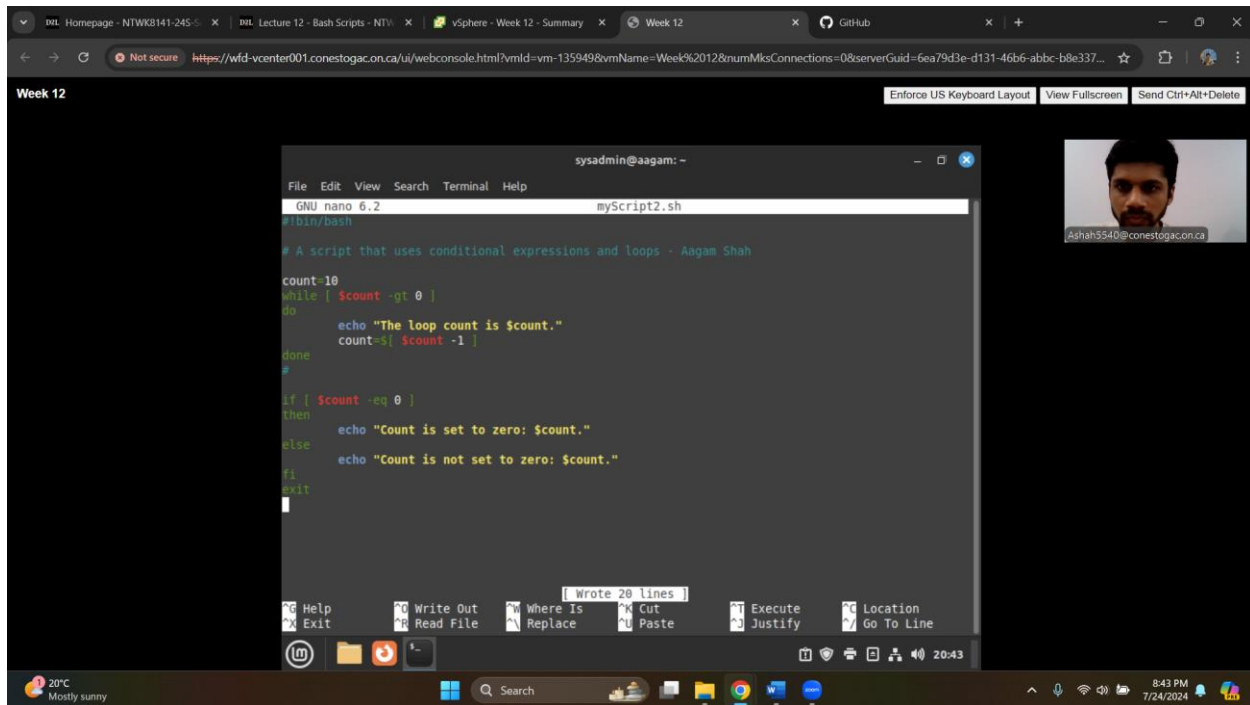 Homepage - NTWK8141-24S-S
Lecture 12 - Bash Scripts - NTW
vSphere - Week 12 - Summary
Week 12
GitHub
Not secure https://wfd-vcenter001.conestogac.on.ca/ui/webconsole.html?vmId=vm-135949&vmName=Week%2012&numMksConnections=0&serverGuid=6ea79d3e-d131-46b6-abbc-b8e337...
Week 12
Enforce US Keyboard Layout View Fullscreen Send Ctrl+Alt+Delete
sysadmin@aagam: ~
File Edit View Search Terminal Help
GNU nano 6.2 myScript2.sh
#!bin/bash
# A script that uses conditional expressions and loops - Aagam Shah
count=10
while [ $count -gt 0 ]
do
echo "The loop count is $count."
count=$[ $count -1 ]
done
#
if [ $count -eq 0 ]
then
echo "Count is set to zero: $count."
else
echo "Count is not set to zero: $count."
fi
exit
[ Wrote 20 lines ]
^G Help ^O Write Out ^W Where Is ^K Cut ^T Execute ^C Location
^X Exit ^R Read File ^\ Replace ^U Paste ^J Justify ^/ Go To Line
20:43
Ashah5540@conestogac.on.ca
20°C
Mostly sunny
Search
8:43 PM
7/24/2024